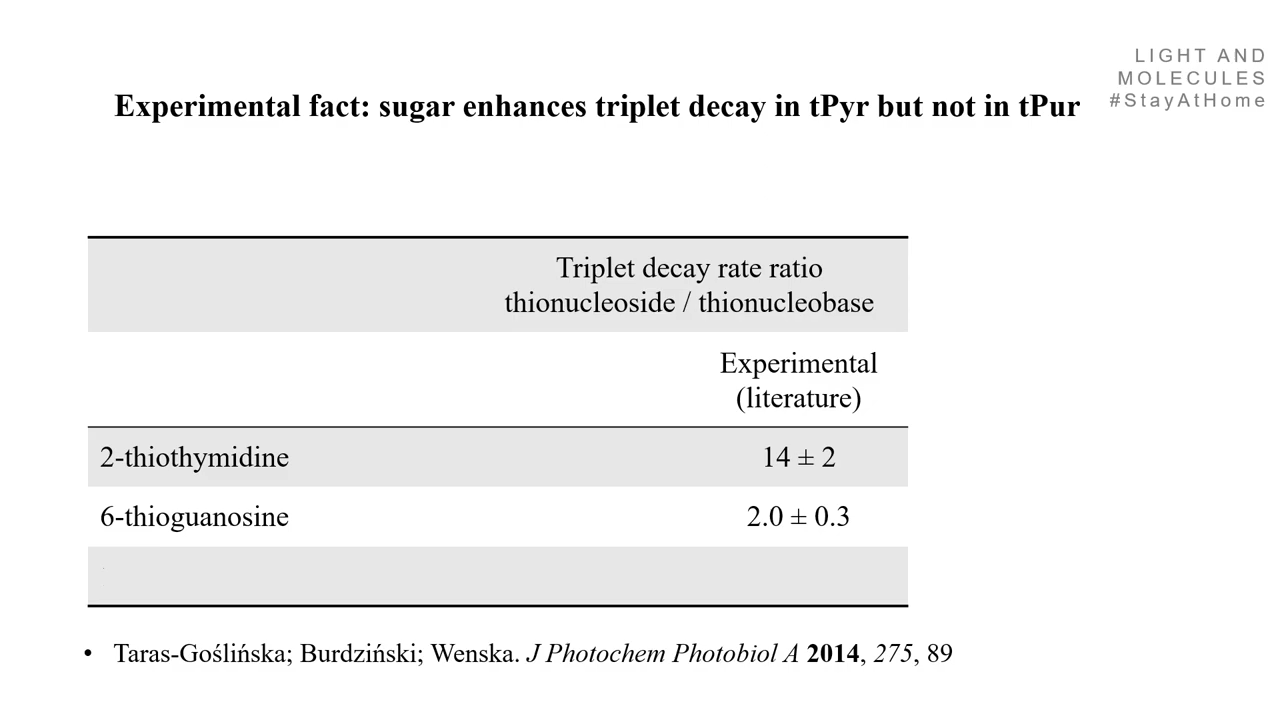 LIGHT AND
MOLECULES
#StayAtHome
Experimental fact: sugar enhances triplet decay in tPyr but not in tPur
Triplet decay rate ratio
thionucleoside / thionucleobase
Experimental
(literature)
2-thiothymidine 14 ± 2
6-thioguanosine 2.0 ± 0.3
• Taras-Goślińska; Burdziński; Wenska. J Photochem Photobiol A 2014, 275, 89